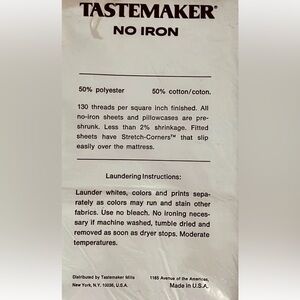 TASTEMAKER®
NO IRON
50% polyester 50% cotton/coton.
130 threads per square inch finished. All
no-iron sheets and pillowcases are pre-
shrunk. Less than 2% shrinkage. Fitted
sheets have Stretch-Corners™ that slip
easily over the mattress.
Laundering Instructions:
Launder whites, colors and prints sepa-
rately as colors may run and stain other
fabrics. Use no bleach. No ironing neces-
sary if machine washed, tumble dried and
removed as soon as dryer stops. Moderate
temperatures.
Distributed by Tastemaker Mills 1185 Avenue of the Americas,
New York, N.Y. 10036, U.S.A. Made in U.S.A.